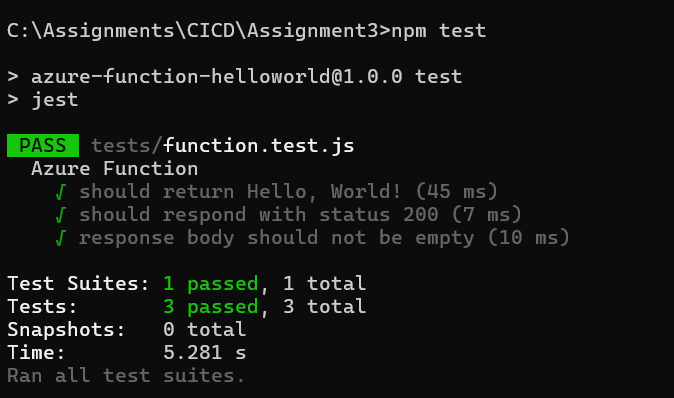 C:\Assignments\CICD\Assignment3>npm test
> azure-function-helloworld@1.0.0 test
> jest
PASS tests/function.test.js
Azure Function
√ should return Hello, World! (45 ms)
√ should respond with status 200 (7 ms)
√ response body should not be empty (10 ms)
Test Suites: 1 passed, 1 total
Tests: 3 passed, 3 total
Snapshots: 0 total
Time: 5.281 s
Ran all test suites.